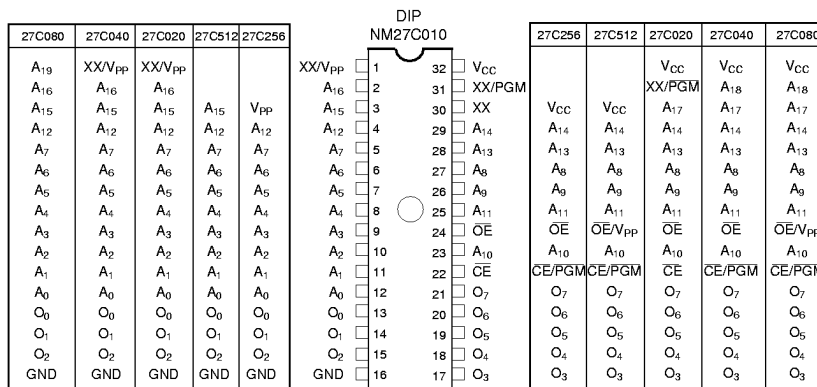 DIP
27C080 27C040 27C020 27C512 27C256 NM27C010 27C256 27C512 27C020 27C040 27C080
A19 XX/VPP XX/VPP XX/VPP 1 32 VCC VCC VCC VCC
A16 A16 A16 A16 2 31 XX/PGM XX/PGM A18 A18
A15 A15 A15 A15 VPP A15 3 30 XX VCC VCC A17 A17 A17
A12 A12 A12 A12 A12 A12 4 29 A14 A14 A14 A14 A14 A14
A7 A7 A7 A7 A7 A7 5 28 A13 A13 A13 A13 A13 A13
A6 A6 A6 A6 A6 A6 6 27 A8 A8 A8 A8 A8 A8
A5 A5 A5 A5 A5 A5 7 26 A9 A9 A9 A9 A9 A9
A4 A4 A4 A4 A4 A4 8 25 A11 A11 A11 A11 A11 A11
A3 A3 A3 A3 A3 A3 9 24 OE OE OE/VPP OE OE OE/VPP
A2 A2 A2 A2 A2 A2 10 23 A10 A10 A10 A10 A10 A10
A1 A1 A1 A1 A1 A1 11 22 CE CE/PGM CE/PGM CE CE/PGM CE/PGM
A0 A0 A0 A0 A0 A0 12 21 O7 O7 O7 O7 O7 O7
O0 O0 O0 O0 O0 O0 13 20 O6 O6 O6 O6 O6 O6
O1 O1 O1 O1 O1 O1 14 19 O5 O5 O5 O5 O5 O5
O2 O2 O2 O2 O2 O2 15 18 O4 O4 O4 O4 O4 O4
GND GND GND GND GND GND 16 17 O3 O3 O3 O3 O3 O3